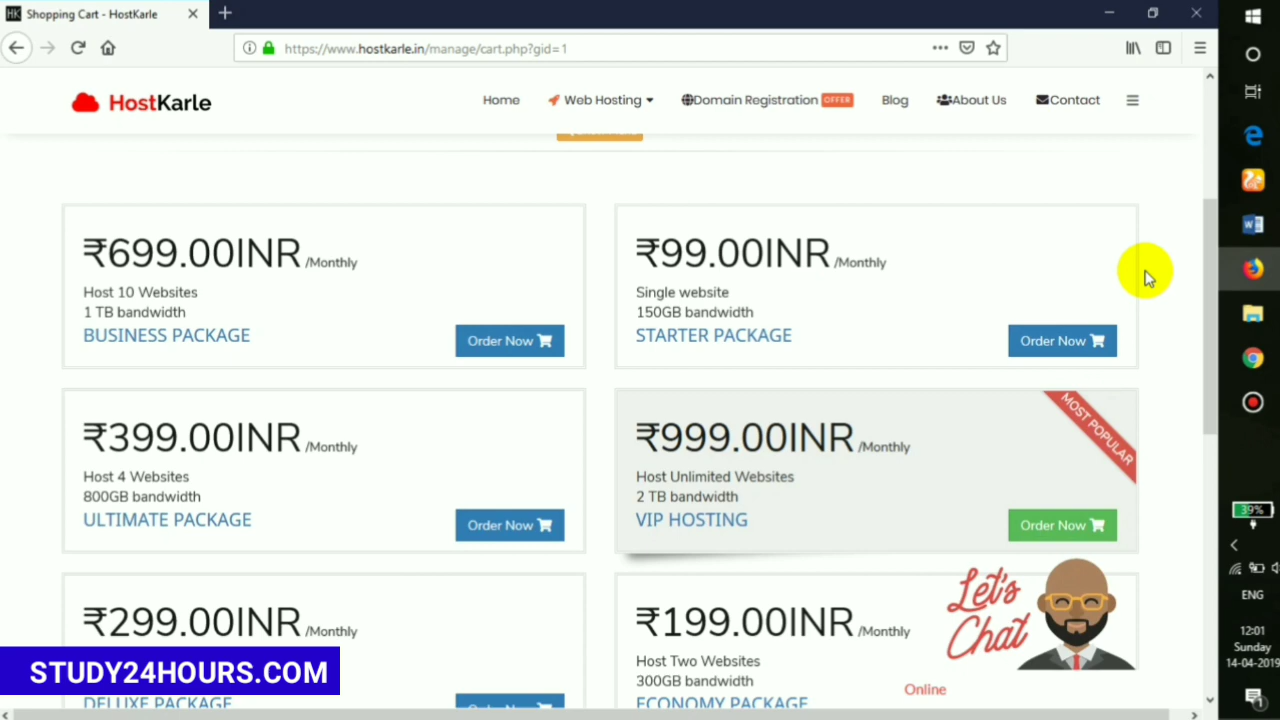 Shopping Cart - HostKarle
https://www.hostkarle.in/manage/cart.php?gid=1
HostKarle
Home
Web Hosting
Domain Registration OFFER
Blog
About Us
Contact
₹699.00INR /Monthly
Host 10 Websites
1 TB bandwidth
BUSINESS PACKAGE
Order Now
₹99.00INR /Monthly
Single website
150GB bandwidth
STARTER PACKAGE
Order Now
₹399.00INR /Monthly
Host 4 Websites
800GB bandwidth
ULTIMATE PACKAGE
Order Now
MOST POPULAR
₹999.00INR /Monthly
Host Unlimited Websites
2 TB bandwidth
VIP HOSTING
Order Now
₹299.00INR /Monthly
DELUXE PACKAGE
Order Now
₹199.00INR /Monthly
Host Two Websites
300GB bandwidth
ECONOMY PACKAGE
Let's
Chat
Online
STUDY24HOURS.COM
39%
ENG
12:01
Sunday
14-04-2019